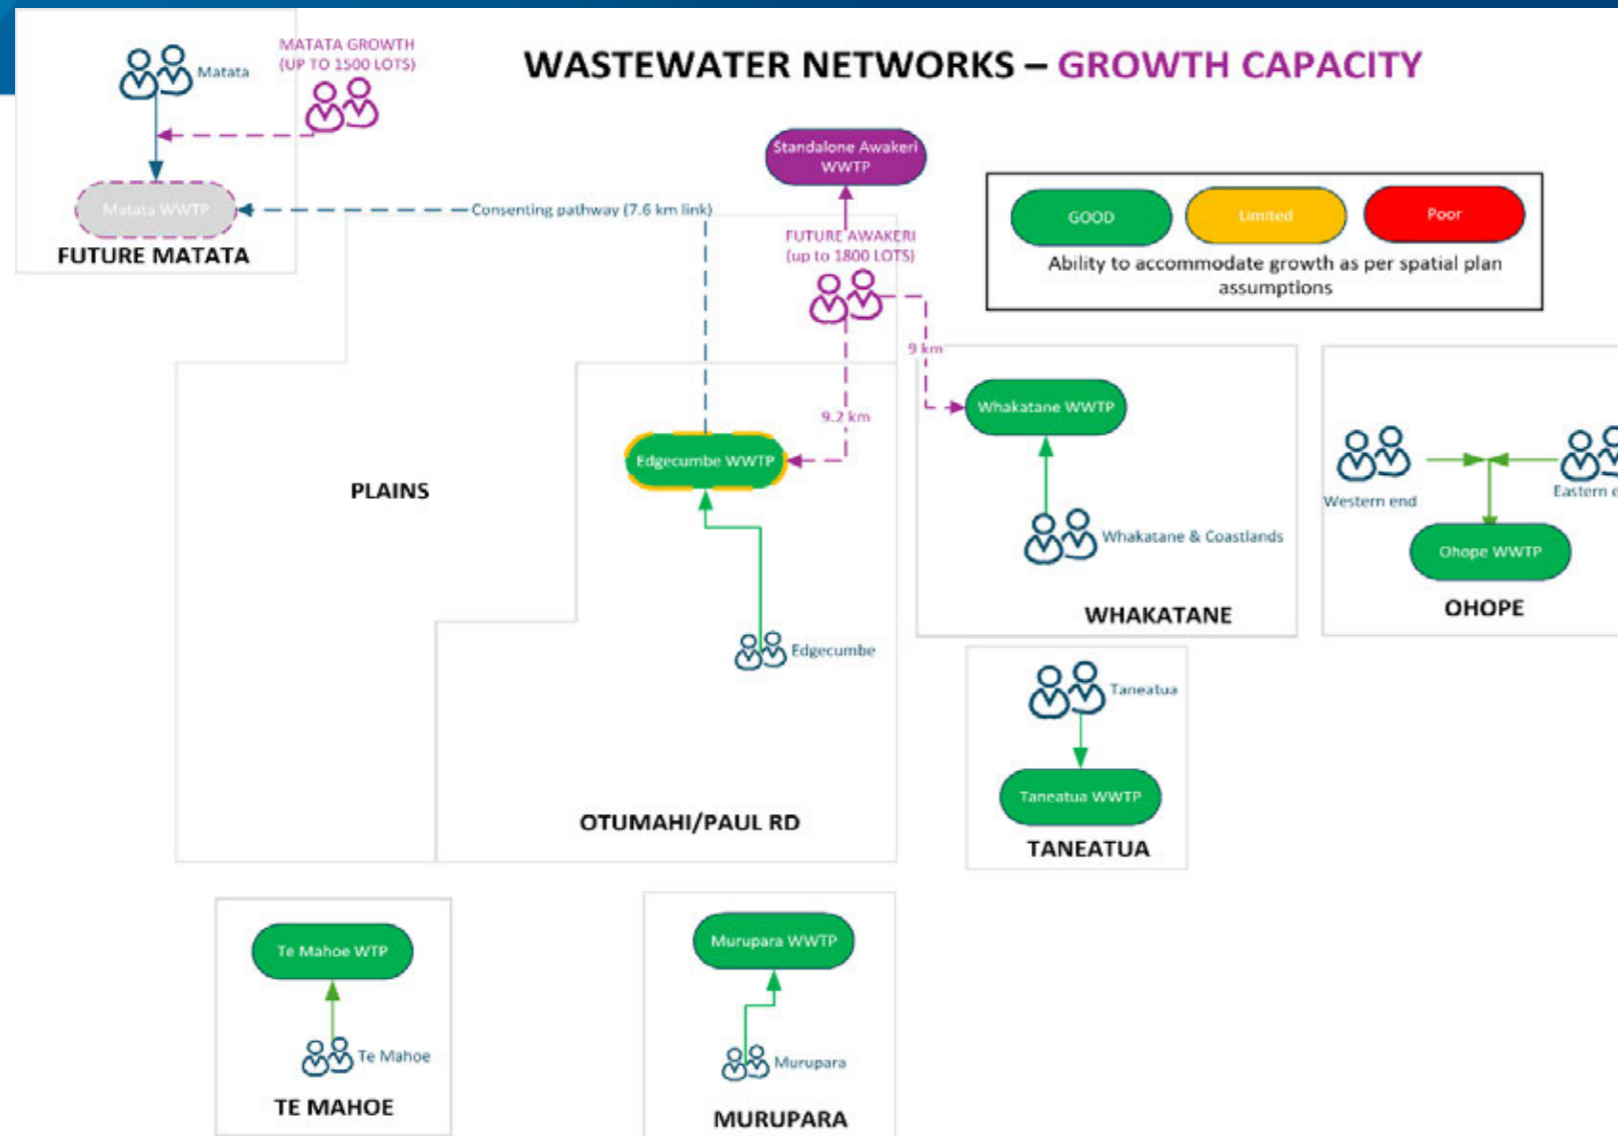 WASTEWATER NETWORKS – GROWTH CAPACITY
Matata
MATATA GROWTH
(UP TO 1500 LOTS)
Matata WWTP
FUTURE MATATA
Consenting pathway (7.6 km link)
Standalone Awakeri
WWTP
FUTURE AWAKERI
(up to 1800 LOTS)
9 km
9.2 km
GOOD
Limited
Poor
Ability to accommodate growth as per spatial plan
assumptions
PLAINS
Edgecumbe WWTP
Edgecumbe
OTUMAHI/PAUL RD
Whakatane WWTP
Whakatane & Coastlands
WHAKATANE
Western end
Eastern e
Ohope WWTP
OHOPE
Taneatua
Taneatua WWTP
TANEATUA
Te Mahoe WTP
Te Mahoe
TE MAHOE
Murupara WWTP
Murupara
MURUPARA